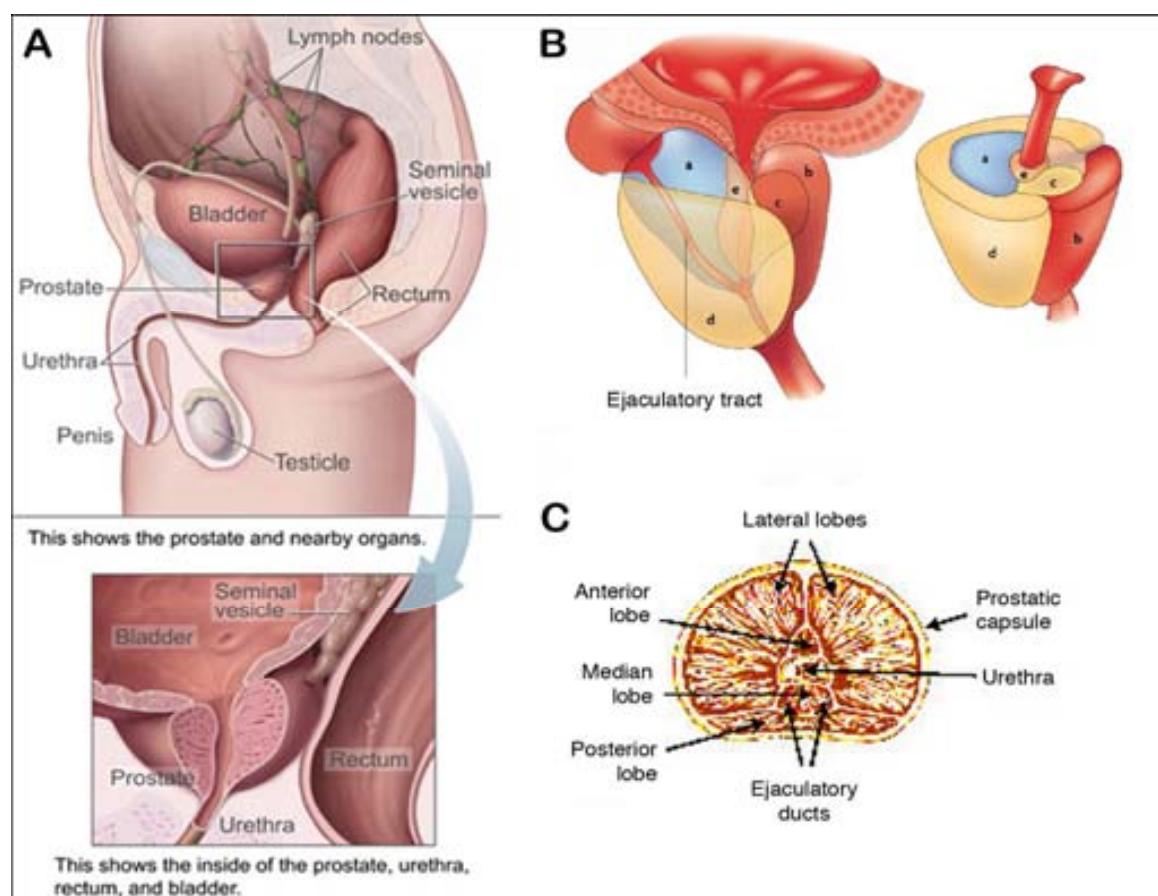 A
Lymph nodes
Seminal
vesicle
Bladder
Prostate
Rectum
Urethra
Penis
Testicle
This shows the prostate and nearby organs.
Seminal
vesicle
Bladder
Rectum
Prostate
Urethra
This shows the inside of the prostate, urethra,
rectum, and bladder.
B
a
e
b
c
d
Ejaculatory tract
a
e
c
d
b
C
Lateral lobes
Anterior
lobe
Prostatic
capsule
Median
lobe
Urethra
Posterior
lobe
Ejaculatory
ducts